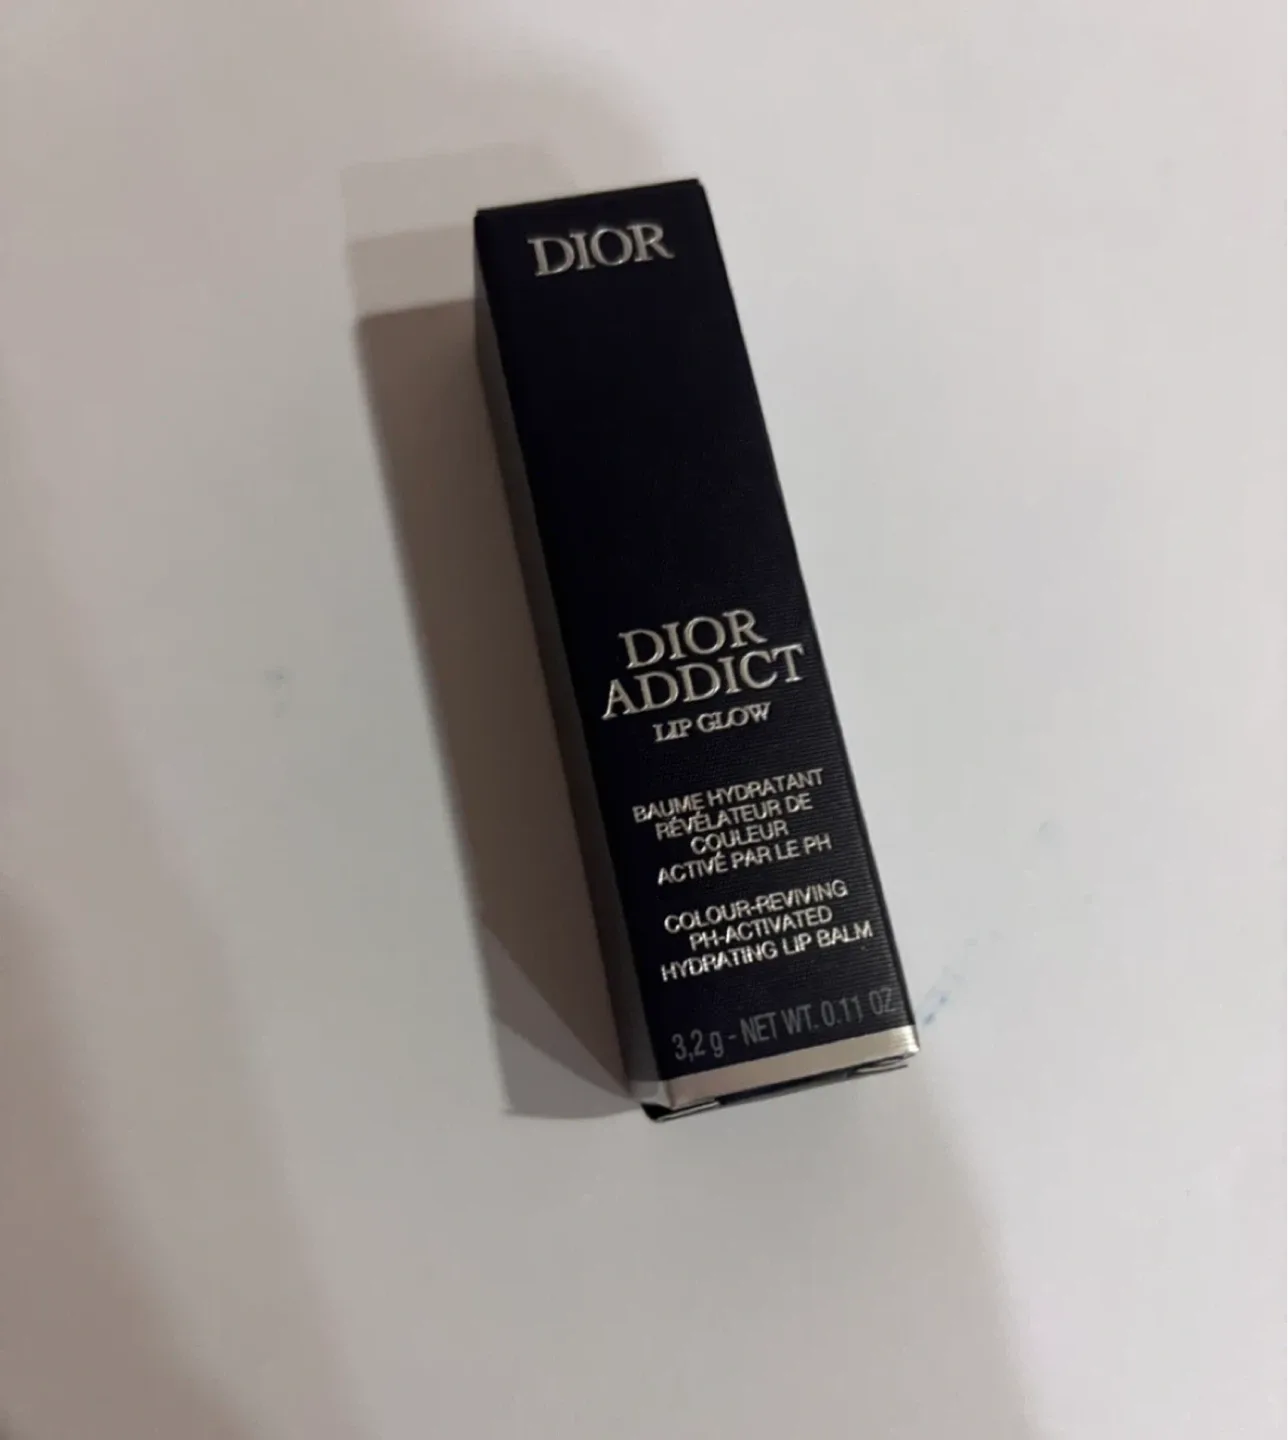 DIOR
DIOR
ADDICT
LIP GLOW
BAUME HYDRATANT
RÉVÉLATEUR DE
COULEUR
ACTIVÉ PAR LE PH
COLOUR-REVIVING
PH-ACTIVATED
HYDRATING LIP BALM
3,2 g - NET WT. 0.11 OZ